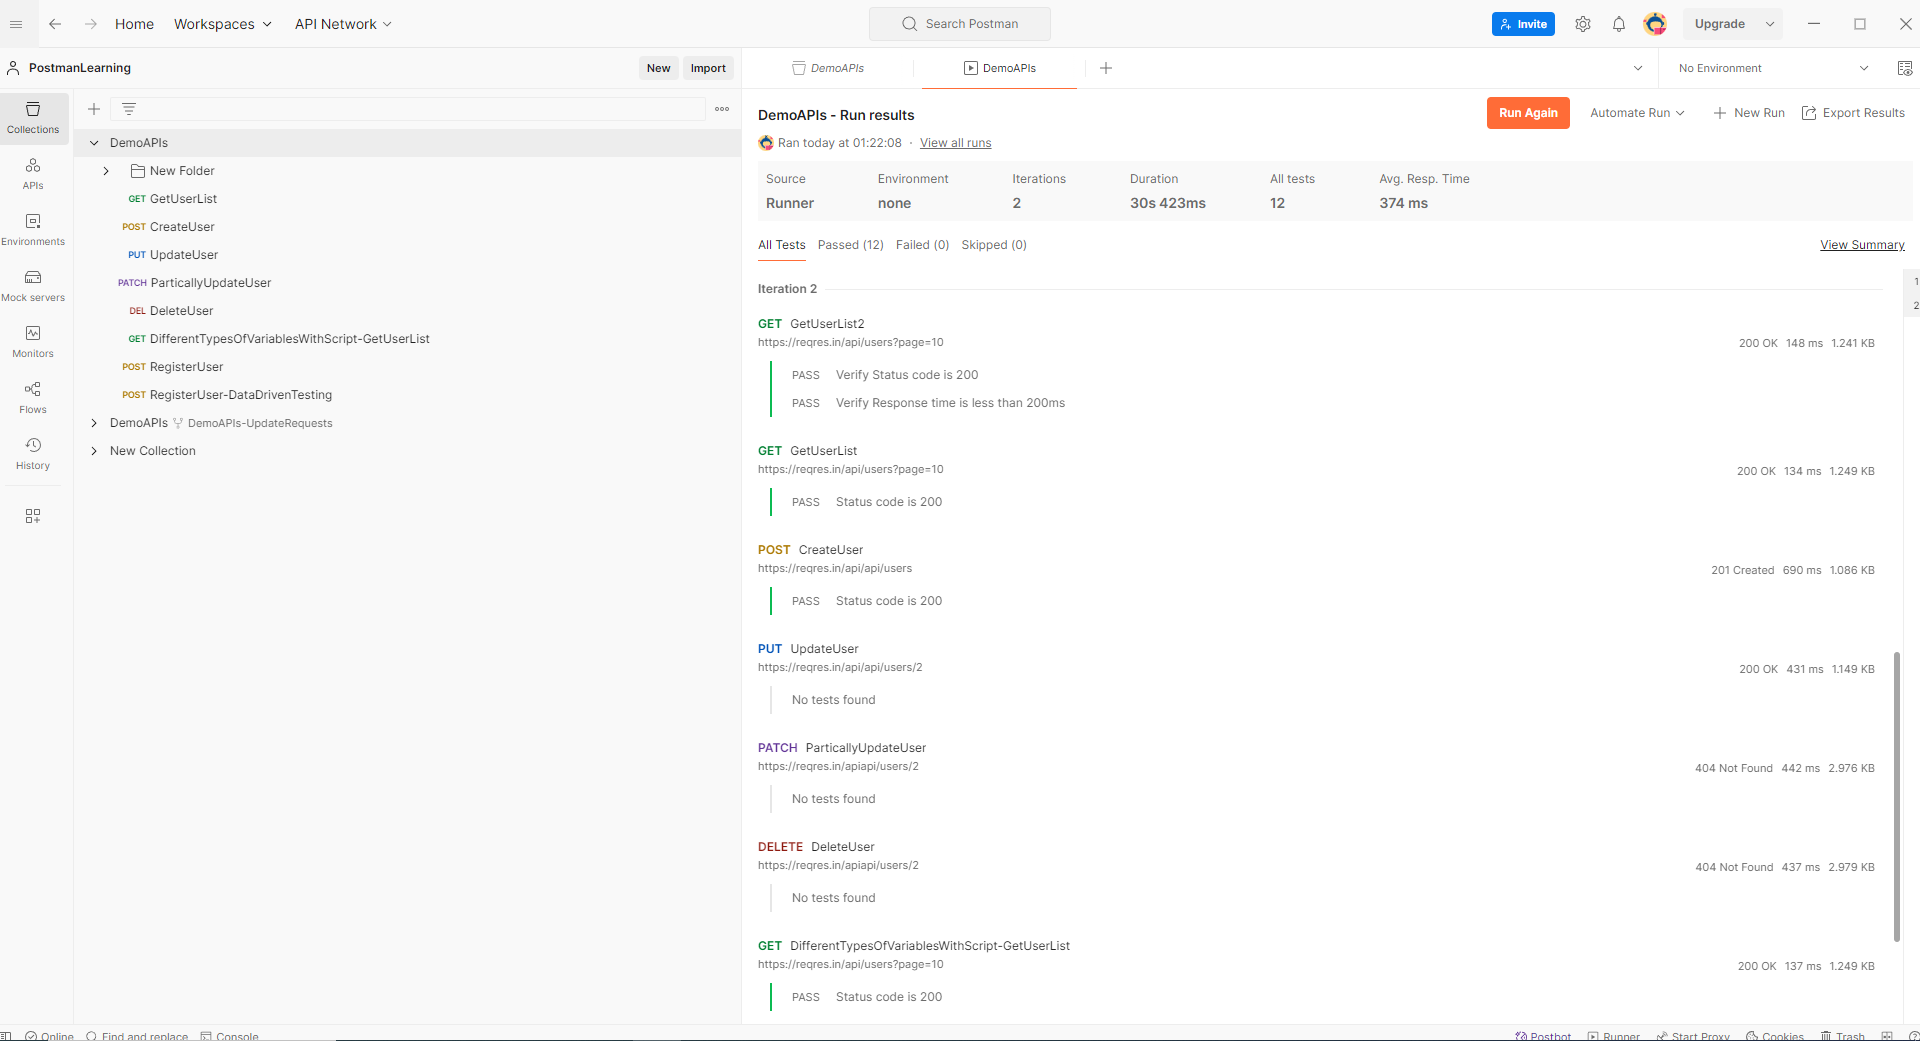 Home Workspaces API Network Search Postman Invite Upgrade
PostmanLearning New Import DemoAPIs DemoAPIs No Environment
Collections
APIs
Environments
Mock servers
Monitors
Flows
History
DemoAPIs
New Folder
GET GetUserList
POST CreateUser
PUT UpdateUser
PATCH ParticallyUpdateUser
DEL DeleteUser
GET DifferentTypesOfVariablesWithScript-GetUserList
POST RegisterUser
POST RegisterUser-DataDrivenTesting
DemoAPIs DemoAPIs-UpdateRequests
New Collection
DemoAPIs - Run results Run Again Automate Run New Run Export Results
Ran today at 01:22:08 · View all runs
Source Environment Iterations Duration All tests Avg. Resp. Time
Runner none 2 30s 423ms 12 374 ms
All Tests Passed (12) Failed (0) Skipped (0) View Summary
1
2
Iteration 2
GET GetUserList2
https://reqres.in/api/users?page=10 200 OK 148 ms 1.241 KB
PASS Verify Status code is 200
PASS Verify Response time is less than 200ms
GET GetUserList
https://reqres.in/api/users?page=10 200 OK 134 ms 1.249 KB
PASS Status code is 200
POST CreateUser
https://reqres.in/api/api/users 201 Created 690 ms 1.086 KB
PASS Status code is 200
PUT UpdateUser
https://reqres.in/api/api/users/2 200 OK 431 ms 1.149 KB
No tests found
PATCH ParticallyUpdateUser
https://reqres.in/apiapi/users/2 404 Not Found 442 ms 2.976 KB
No tests found
DELETE DeleteUser
https://reqres.in/apiapi/users/2 404 Not Found 437 ms 2.979 KB
No tests found
GET DifferentTypesOfVariablesWithScript-GetUserList
https://reqres.in/api/users?page=10 200 OK 137 ms 1.249 KB
PASS Status code is 200
Online Find and replace Console Postbot Runner Start Proxy Cookies Trash